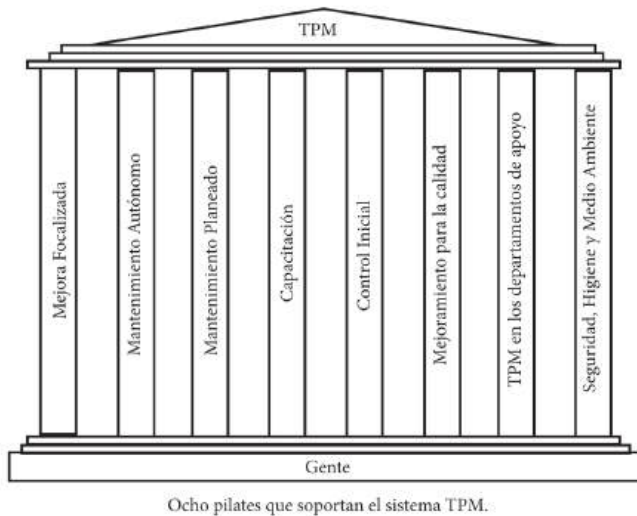 TPM
Mejora Focalizada
Mantenimiento Autónomo
Mantenimiento Planeado
Capacitación
Control Inicial
Mejoramiento para la calidad
TPM en los departamentos de apoyo
Seguridad, Higiene y Medio Ambiente
Gente
Ocho pilates que soportan el sistema TPM.